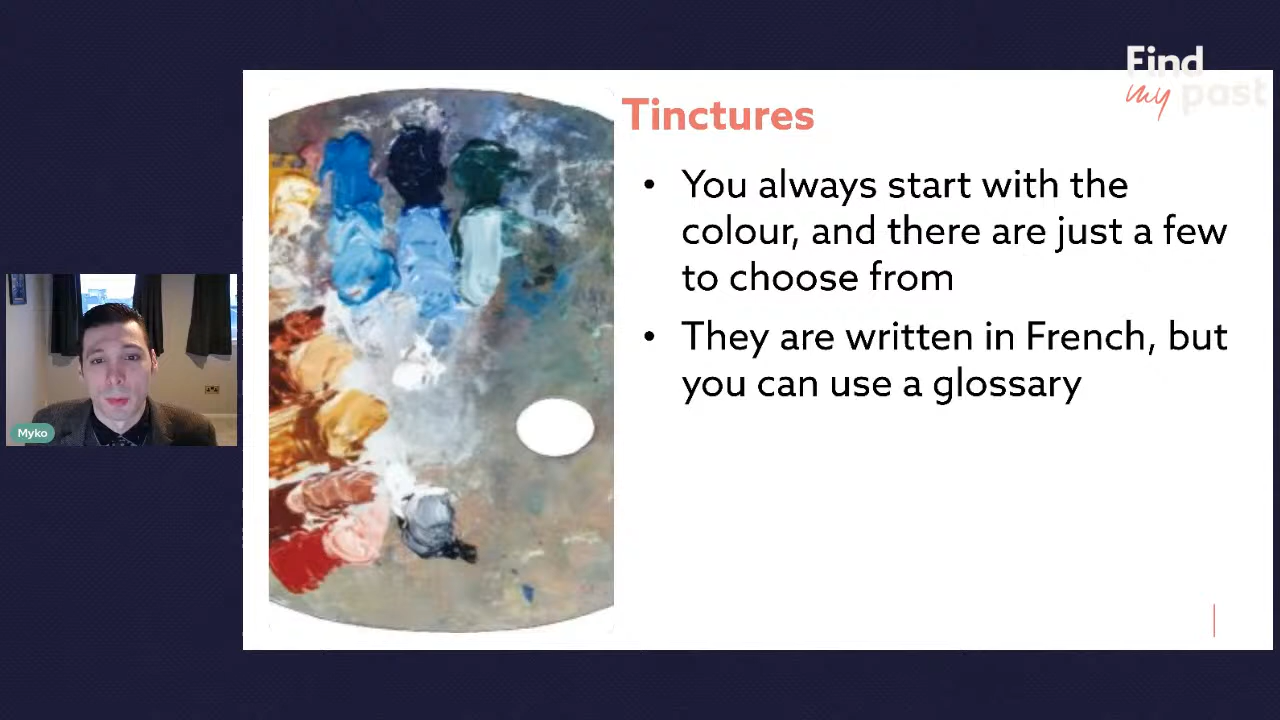 Find
my past
Tinctures
• You always start with the
colour, and there are just a few
to choose from
• They are written in French, but
you can use a glossary
Myko